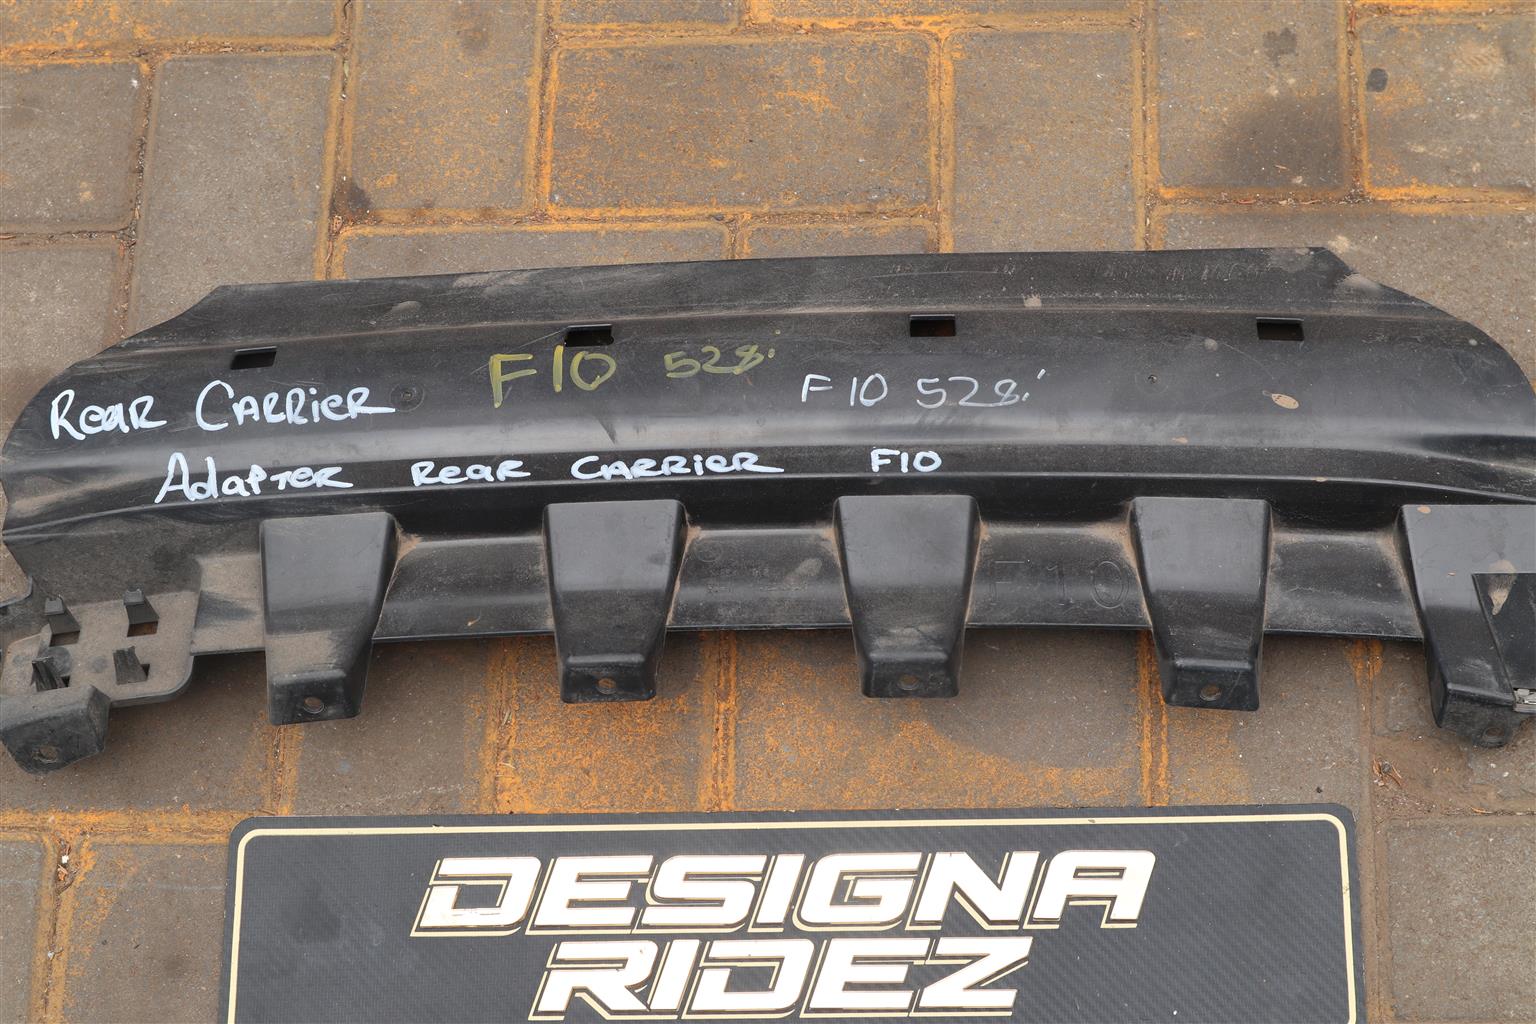 F10 528i
F10 528i
Rear Carrier
Adapter Rear Carrier F10
F10
DESIGNA
RIDEZ